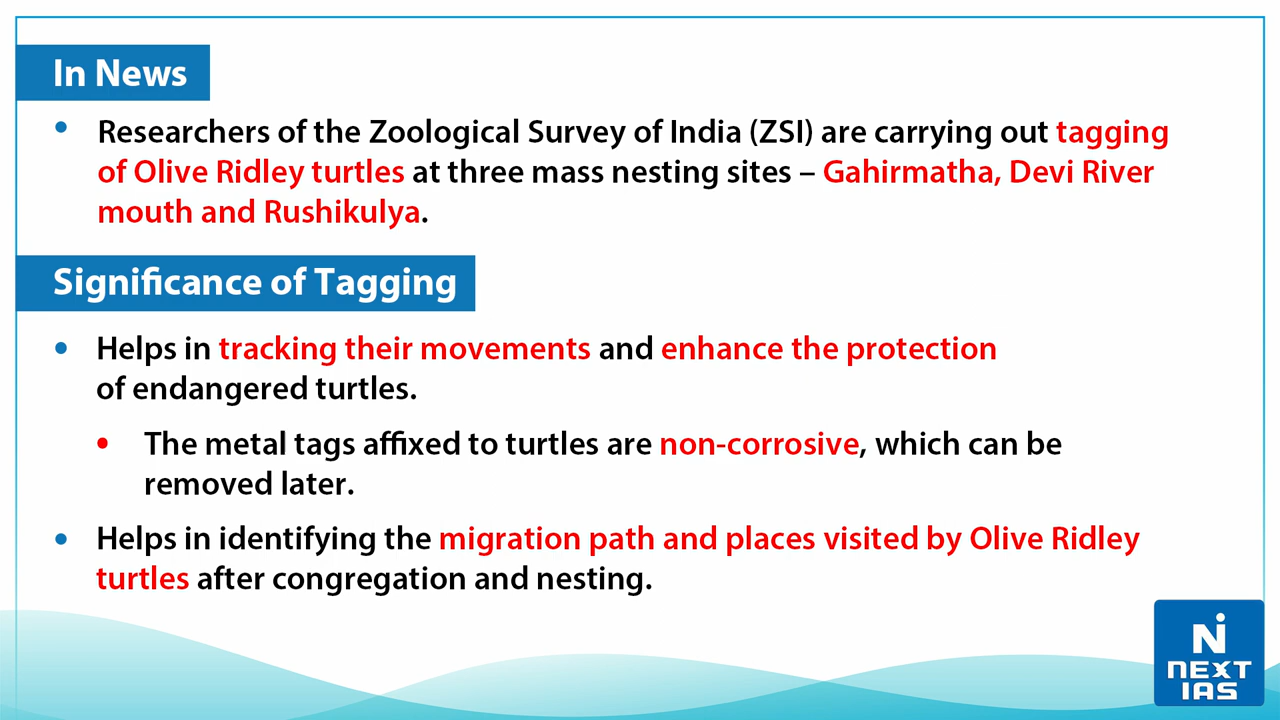 In News
• Researchers of the Zoological Survey of India (ZSI) are carrying out tagging
of Olive Ridley turtles at three mass nesting sites – Gahirmatha, Devi River
mouth and Rushikulya.
Significance of Tagging
• Helps in tracking their movements and enhance the protection
of endangered turtles.
• The metal tags affixed to turtles are non-corrosive, which can be
removed later.
• Helps in identifying the migration path and places visited by Olive Ridley
turtles after congregation and nesting.
N
NEXT
IAS